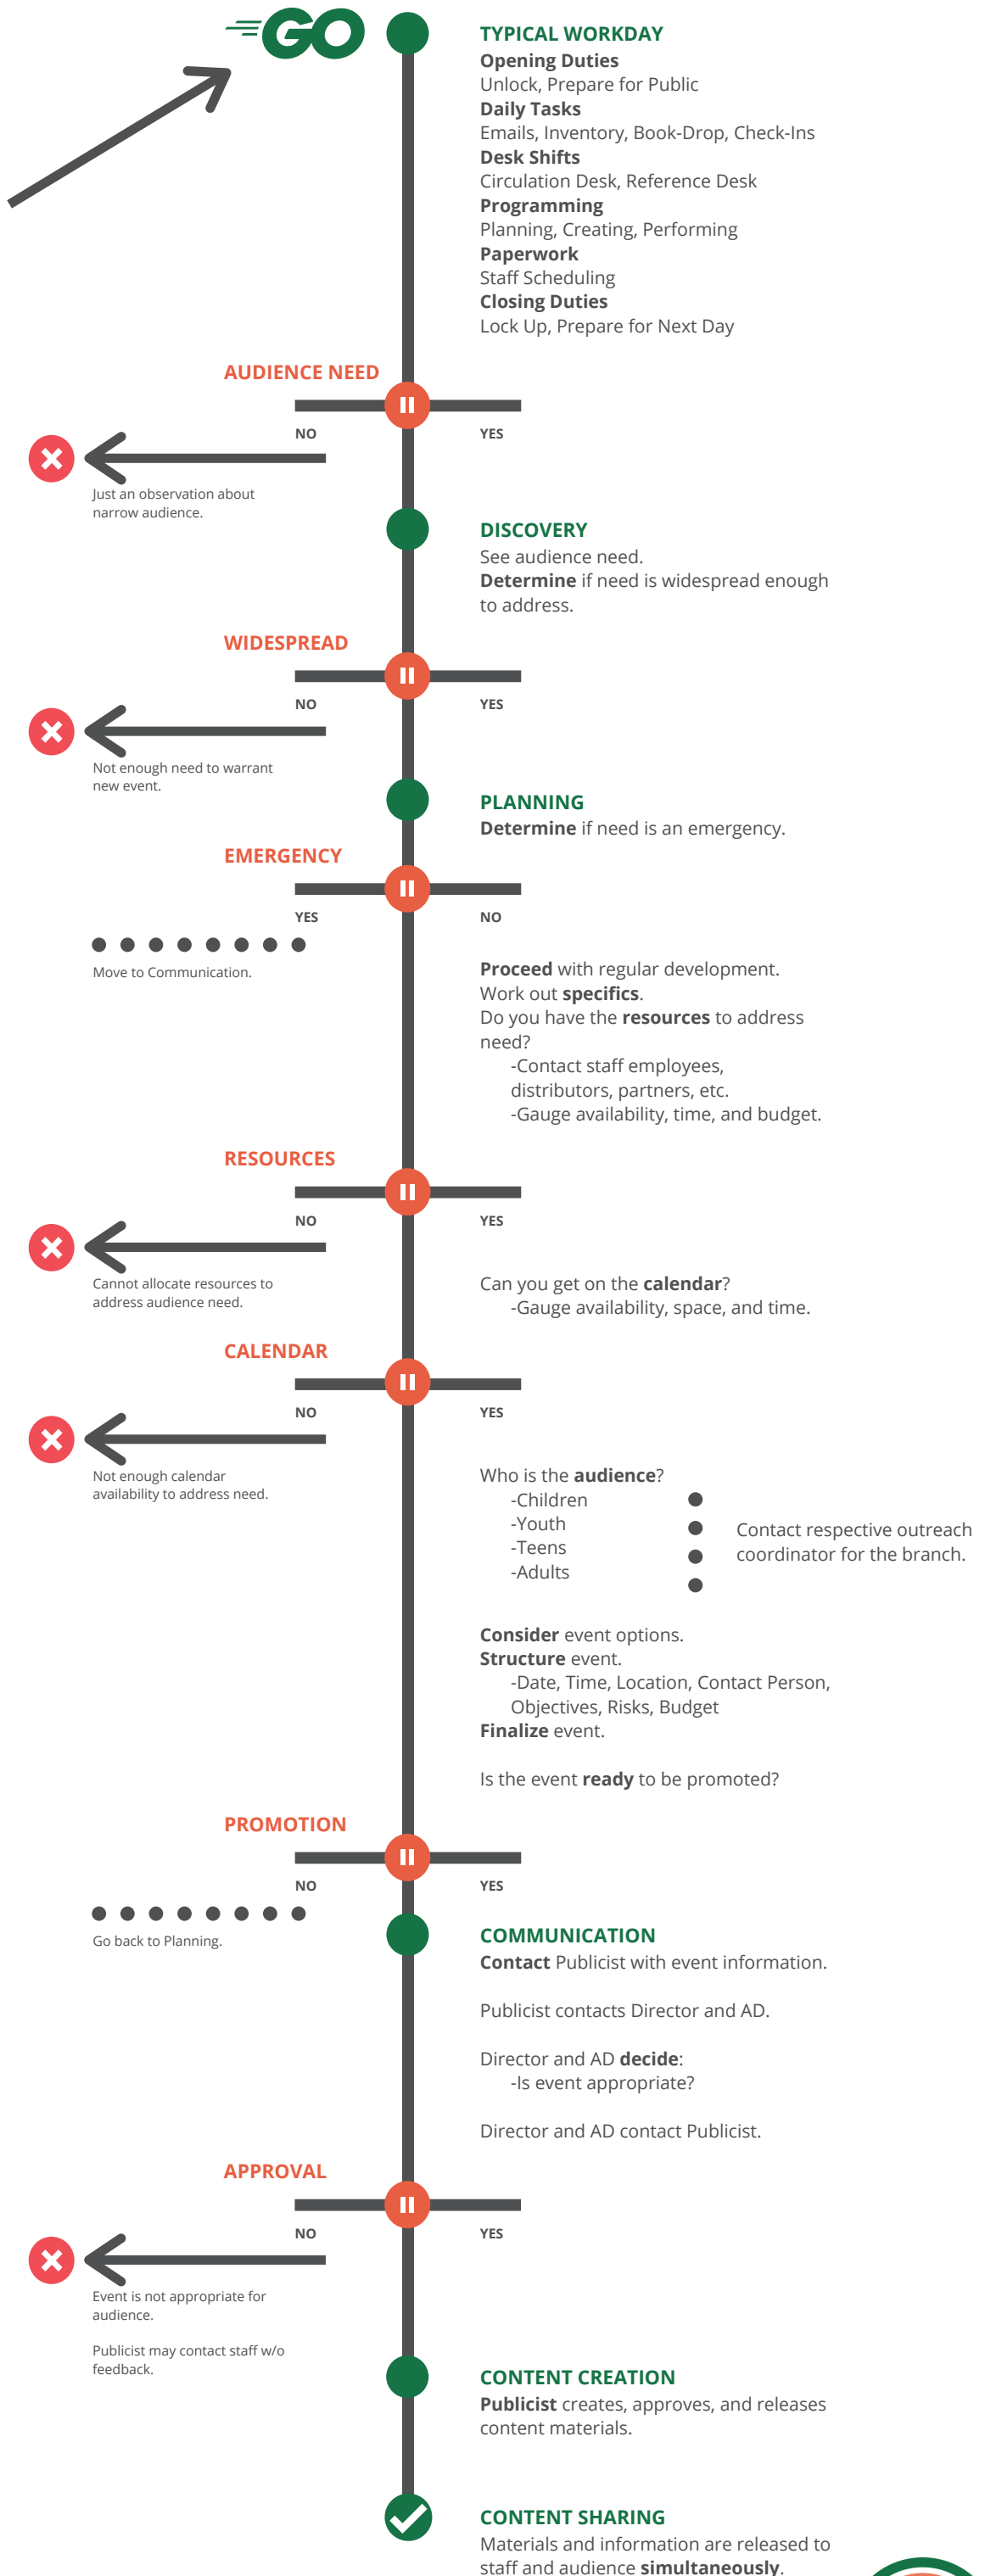 GO
TYPICAL WORKDAY
Opening Duties
Unlock, Prepare for Public
Daily Tasks
Emails, Inventory, Book-Drop, Check-Ins
Desk Shifts
Circulation Desk, Reference Desk
Programming
Planning, Creating, Performing
Paperwork
Staff Scheduling
Closing Duties
Lock Up, Prepare for Next Day
AUDIENCE NEED
NO
YES
Just an observation about
narrow audience.
DISCOVERY
See audience need.
Determine if need is widespread enough
to address.
WIDESPREAD
NO
YES
Not enough need to warrant
new event.
PLANNING
Determine if need is an emergency.
EMERGENCY
YES
NO
Move to Communication.
Proceed with regular development.
Work out specifics.
Do you have the resources to address
need?
-Contact staff employees,
distributors, partners, etc.
-Gauge availability, time, and budget.
RESOURCES
NO
YES
Cannot allocate resources to
address audience need.
Can you get on the calendar?
-Gauge availability, space, and time.
CALENDAR
NO
YES
Not enough calendar
availability to address need.
Who is the audience?
-Children
-Youth
-Teens
-Adults
Contact respective outreach
coordinator for the branch.
Consider event options.
Structure event.
-Date, Time, Location, Contact Person,
Objectives, Risks, Budget
Finalize event.
Is the event ready to be promoted?
PROMOTION
NO
YES
Go back to Planning.
COMMUNICATION
Contact Publicist with event information.
Publicist contacts Director and AD.
Director and AD decide:
-Is event appropriate?
Director and AD contact Publicist.
APPROVAL
NO
YES
Event is not appropriate for
audience.
Publicist may contact staff w/o
feedback.
CONTENT CREATION
Publicist creates, approves, and releases
content materials.
CONTENT SHARING
Materials and information are released to
staff and audience simultaneously.